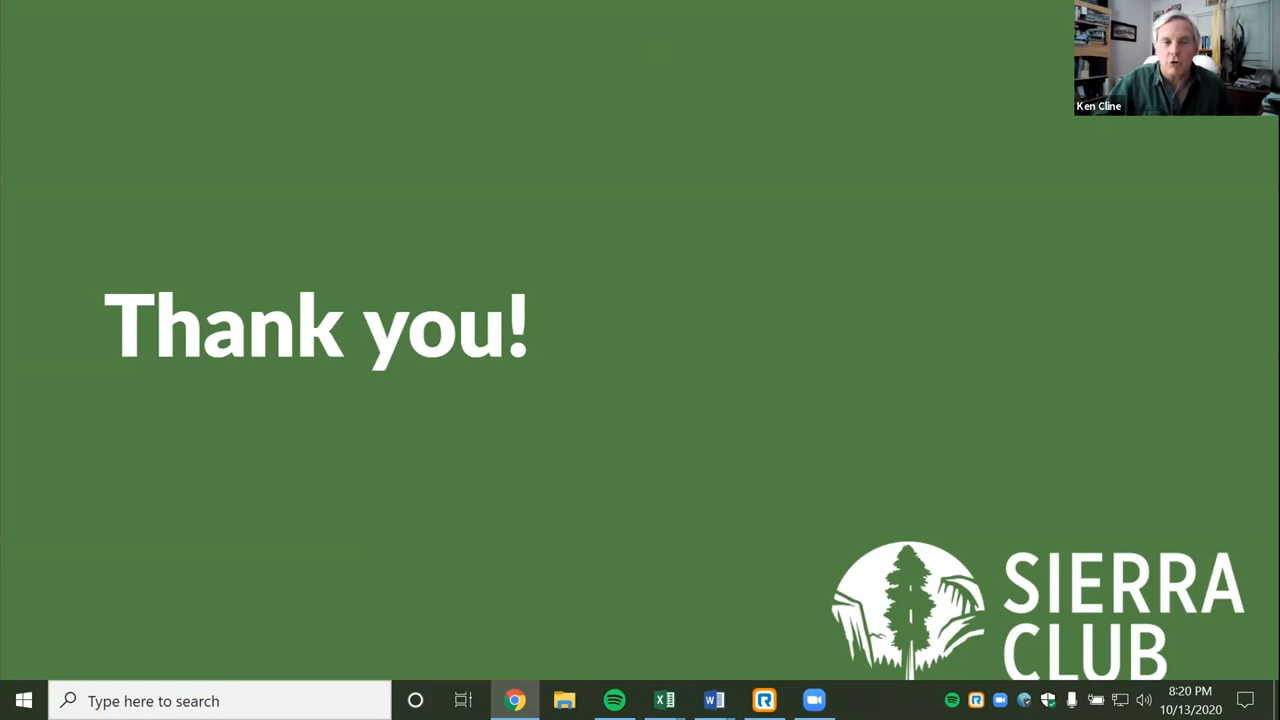 Ken Cline
Thank you!
SIERRA
CLUB
Type here to search
8:20 PM
10/13/2020